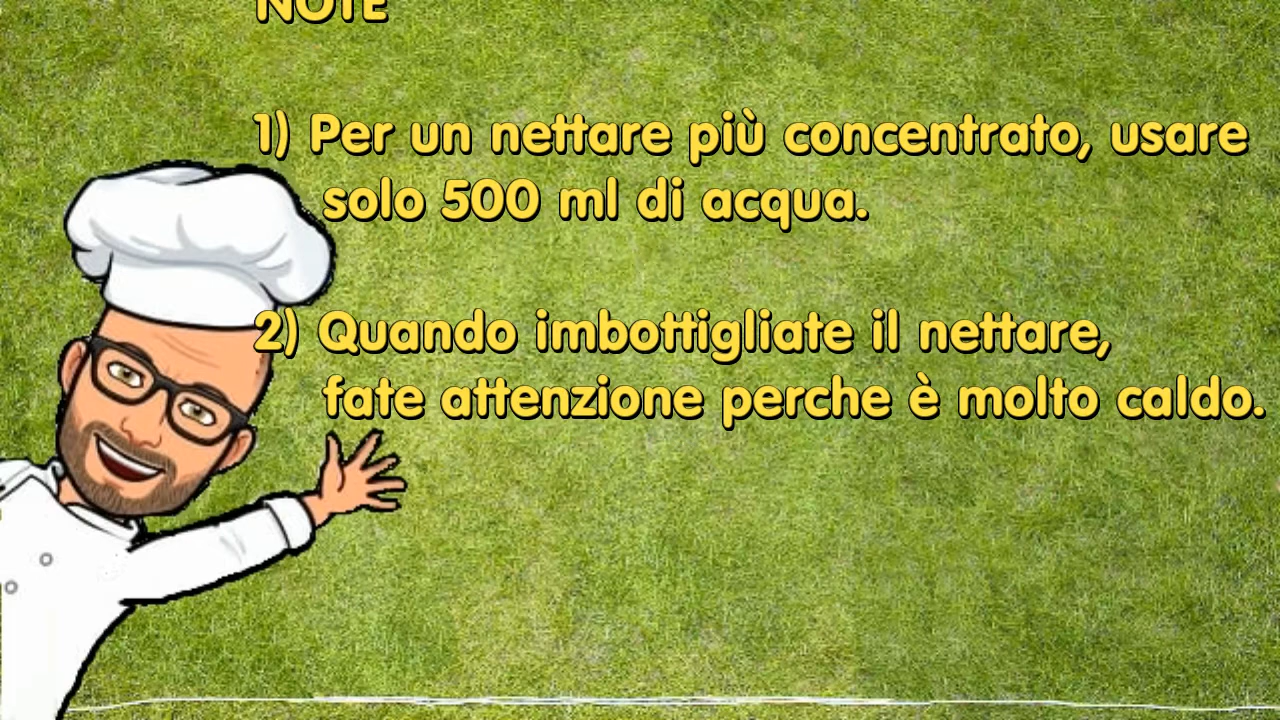 NOTE
1) Per un nettare più concentrato, usare
solo 500 ml di acqua.
2) Quando imbottigliate il nettare,
fate attenzione perche è molto caldo.